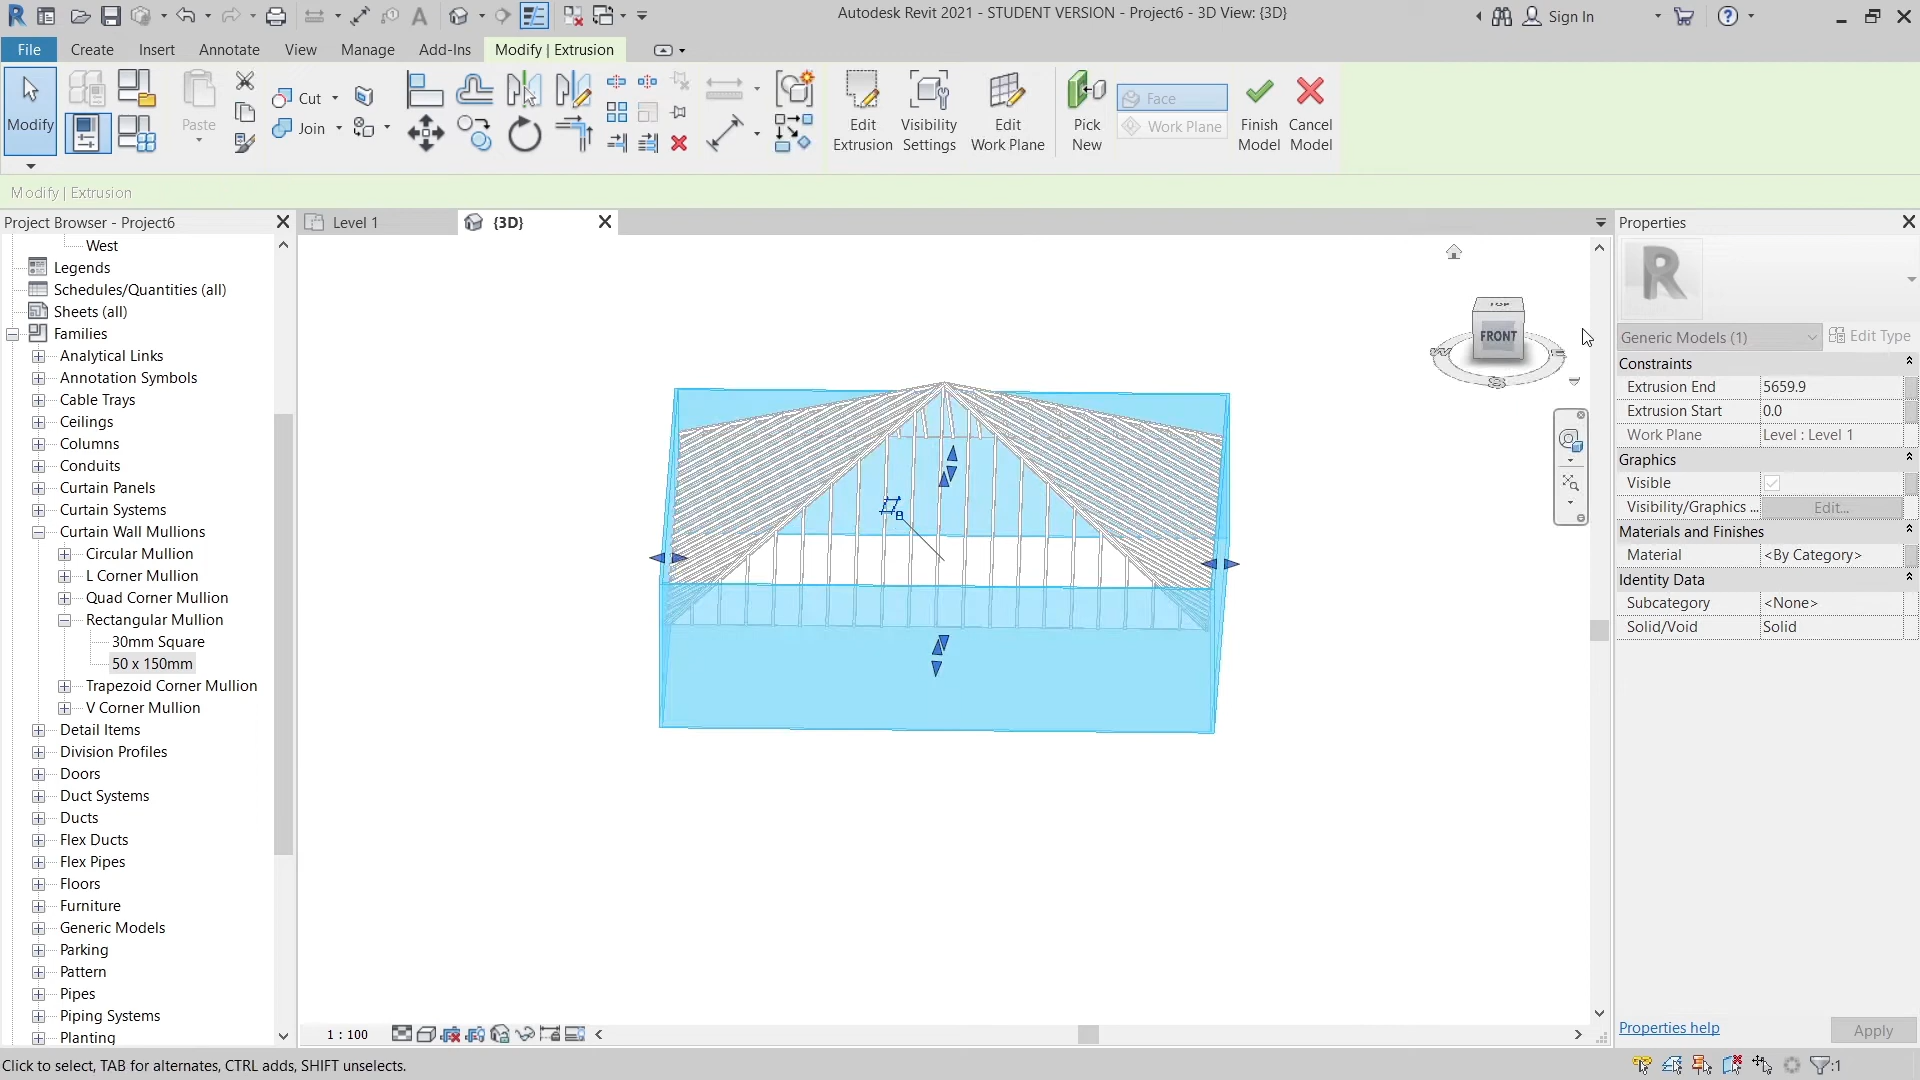 Autodesk Revit 2021 - STUDENT VERSION - Project6 - 3D View: {3D}
Sign In
File
Create
Insert
Annotate
View
Manage
Add-Ins
Modify | Extrusion
Modify
Paste
Cut
Join
Edit Extrusion
Visibility Settings
Edit Work Plane
Pick New
Face
Work Plane
Finish Model
Cancel Model
Modify | Extrusion
Project Browser - Project6
Level 1
{3D}
Properties
West
Legends
Schedules/Quantities (all)
Sheets (all)
Families
Analytical Links
Annotation Symbols
Cable Trays
Ceilings
Columns
Conduits
Curtain Panels
Curtain Systems
Curtain Wall Mullions
Circular Mullion
L Corner Mullion
Quad Corner Mullion
Rectangular Mullion
30mm Square
50 x 150mm
Trapezoid Corner Mullion
V Corner Mullion
Detail Items
Division Profiles
Doors
Duct Systems
Ducts
Flex Ducts
Flex Pipes
Floors
Furniture
Generic Models
Parking
Pattern
Pipes
Piping Systems
Planting
TOP
FRONT
Generic Models (1)
Edit Type
Constraints
Extrusion End 5659.9
Extrusion Start 0.0
Work Plane Level : Level 1
Graphics
Visible
Visibility/Graphics ... Edit...
Materials and Finishes
Material <By Category>
Identity Data
Subcategory <None>
Solid/Void Solid
Properties help
Apply
1 : 100
Click to select, TAB for alternates, CTRL adds, SHIFT unselects.
:1